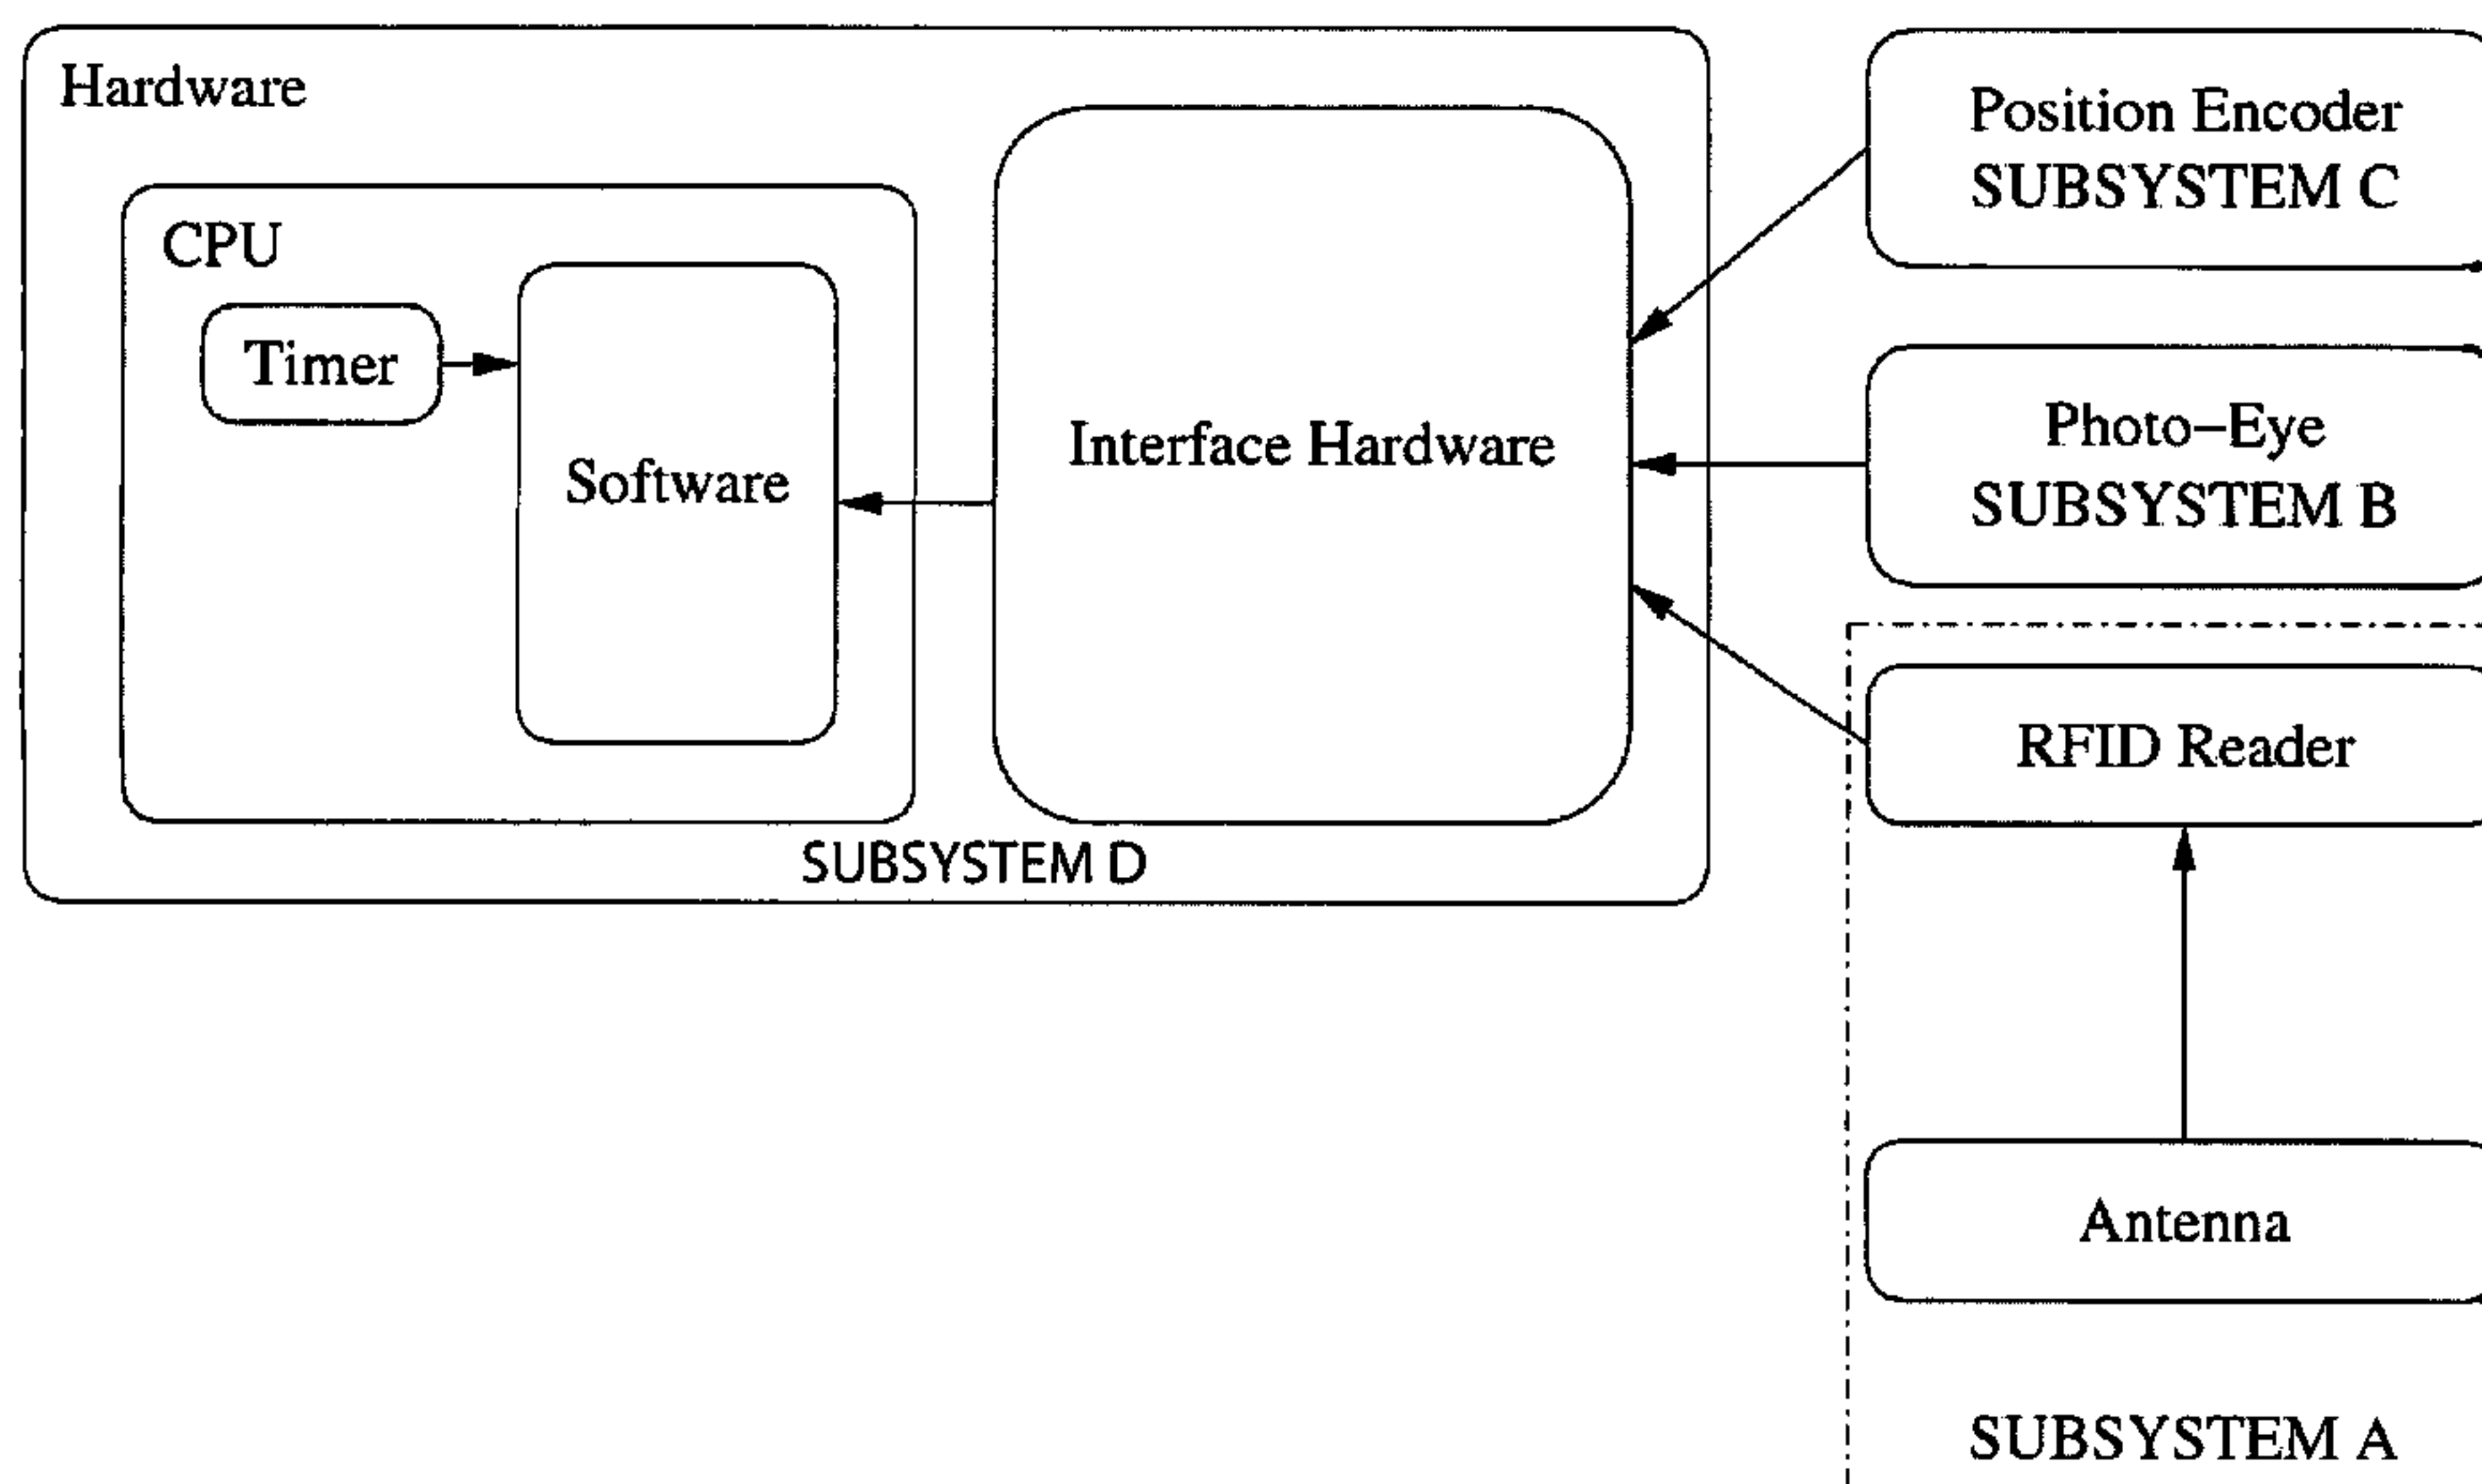 Hardware
CPU
Timer
Software
Interface Hardware
SUBSYSTEM D
Position Encoder
SUBSYSTEM C
Photo–Eye
SUBSYSTEM B
RFID Reader
Antenna
SUBSYSTEM A